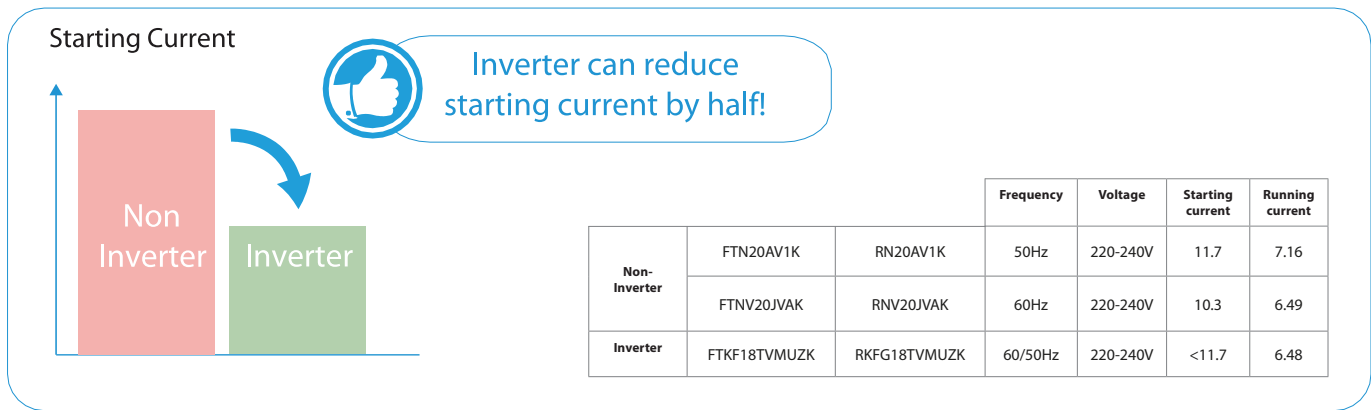 Starting Current
Inverter can reduce
starting current by half!
Non
Inverter
Inverter
Frequency Voltage Starting current Running current
Non-Inverter FTN20AV1K RN20AV1K 50Hz 220-240V 11.7 7.16
FTNV20JVAK RNV20JVAK 60Hz 220-240V 10.3 6.49
Inverter FTKF18TVMUZK RKFG18TVMUZK 60/50Hz 220-240V <11.7 6.48